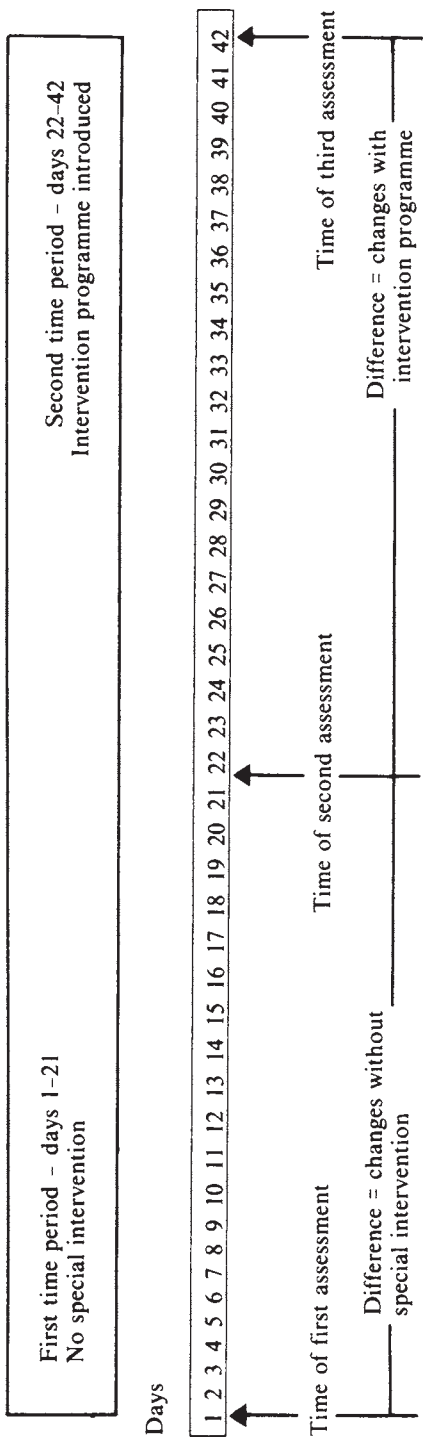 First time period – days 1–21
No special intervention
Second time period – days 22–42
Intervention programme introduced
Days
1 2 3 4 5 6 7 8 9 10 11 12 13 14 15 16 17 18 19 20 21 22 23 24 25 26 27 28 29 30 31 32 33 34 35 36 37 38 39 40 41 42
Time of first assessment
Time of second assessment
Time of third assessment
Difference = changes without
special intervention
Difference = changes with
intervention programme